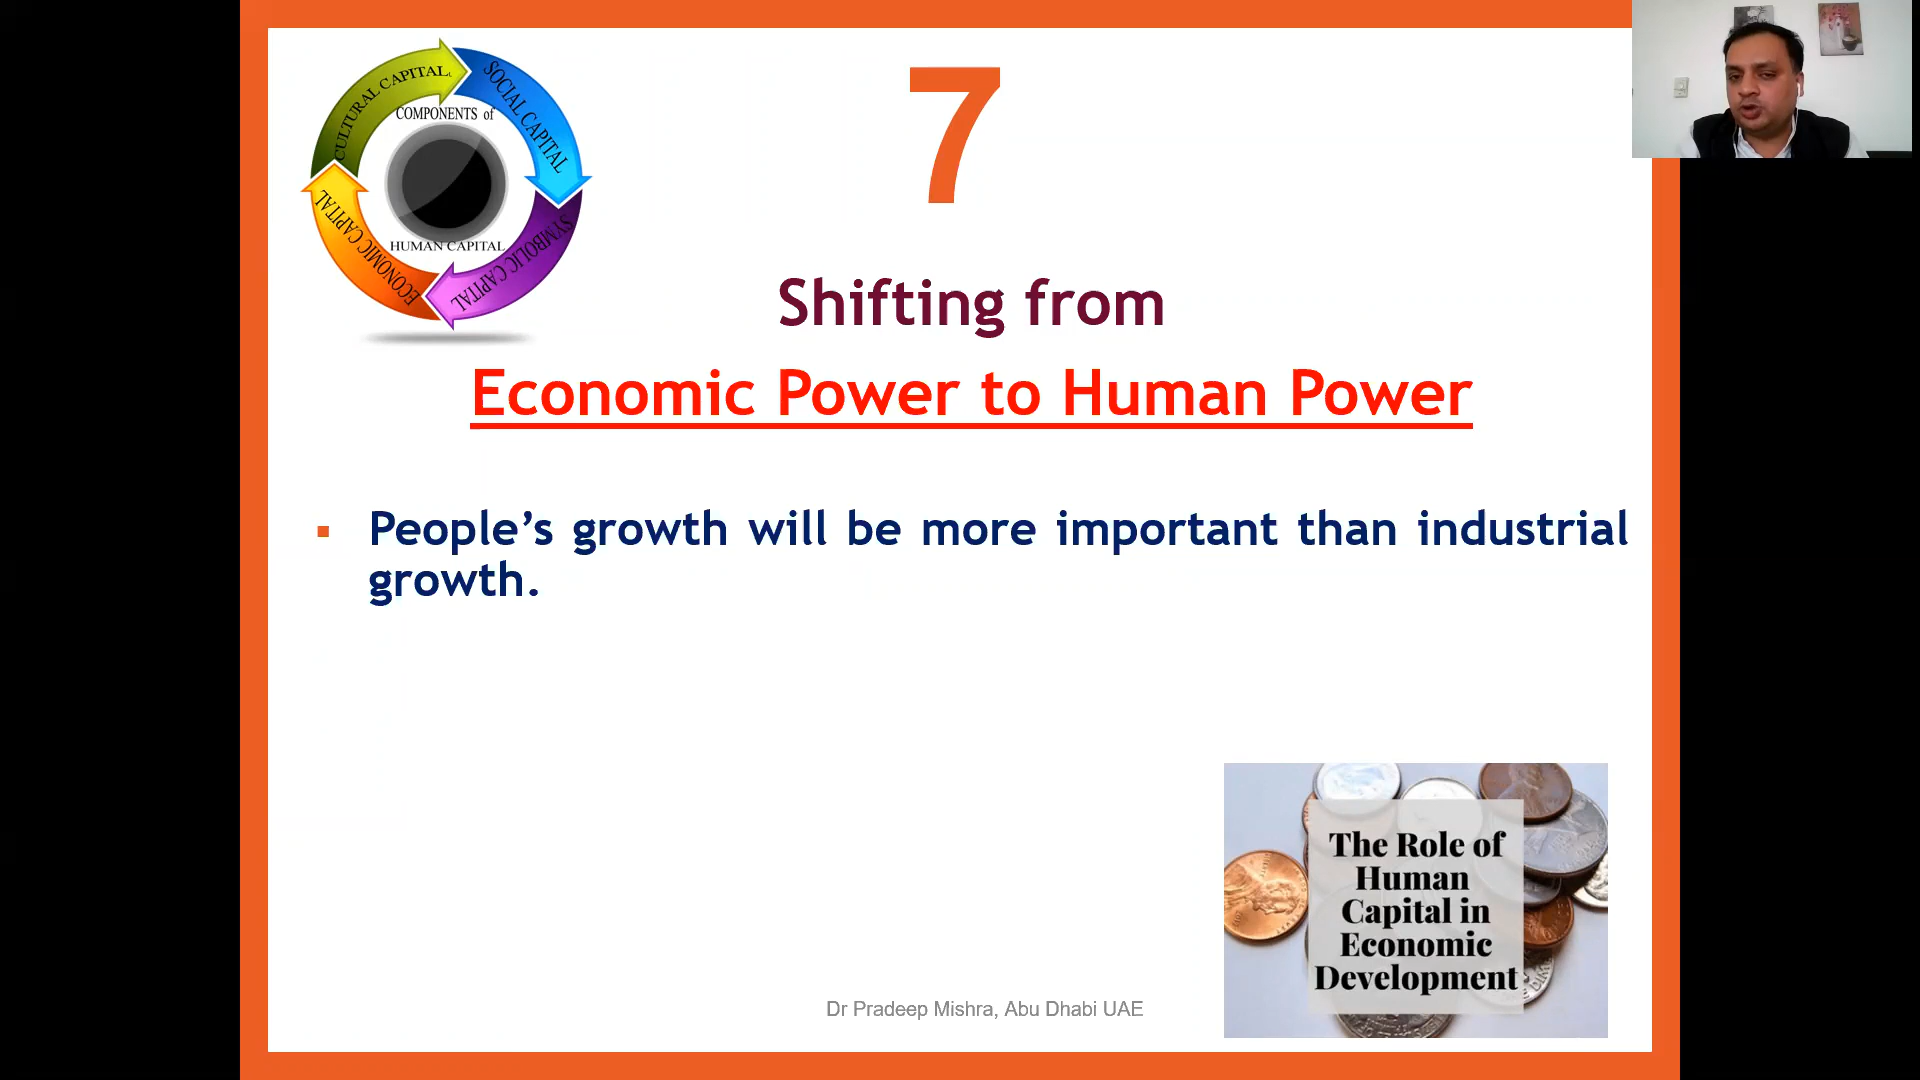 CULTURAL CAPITAL
SOCIAL CAPITAL
COMPONENTS of
HUMAN CAPITAL
SYMBOLIC CAPITAL
ECONOMIC CAPITAL
7
Shifting from
Economic Power to Human Power
▪ People’s growth will be more important than industrial
growth.
The Role of
Human
Capital in
Economic
Development
Dr Pradeep Mishra, Abu Dhabi UAE